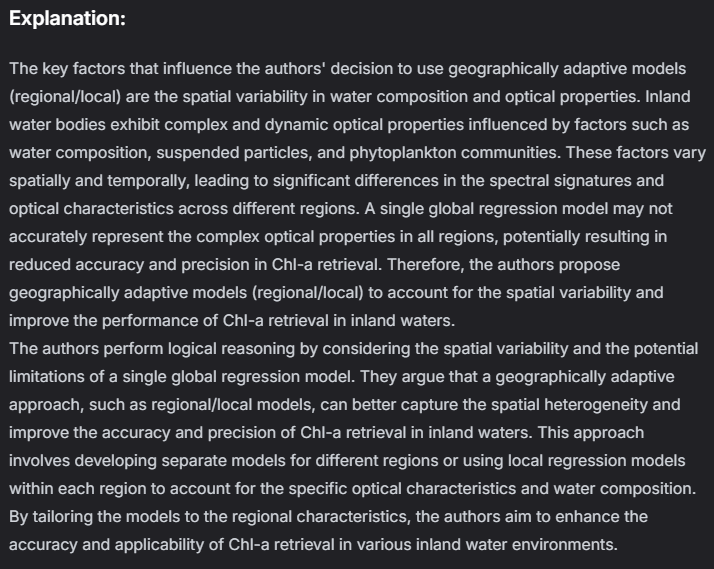 Explanation:
The key factors that influence the authors' decision to use geographically adaptive models
(regional/local) are the spatial variability in water composition and optical properties. Inland
water bodies exhibit complex and dynamic optical properties influenced by factors such as
water composition, suspended particles, and phytoplankton communities. These factors vary
spatially and temporally, leading to significant differences in the spectral signatures and
optical characteristics across different regions. A single global regression model may not
accurately represent the complex optical properties in all regions, potentially resulting in
reduced accuracy and precision in Chl-a retrieval. Therefore, the authors propose
geographically adaptive models (regional/local) to account for the spatial variability and
improve the performance of Chl-a retrieval in inland waters.
The authors perform logical reasoning by considering the spatial variability and the potential
limitations of a single global regression model. They argue that a geographically adaptive
approach, such as regional/local models, can better capture the spatial heterogeneity and
improve the accuracy and precision of Chl-a retrieval in inland waters. This approach
involves developing separate models for different regions or using local regression models
within each region to account for the specific optical characteristics and water composition.
By tailoring the models to the regional characteristics, the authors aim to enhance the
accuracy and applicability of Chl-a retrieval in various inland water environments.